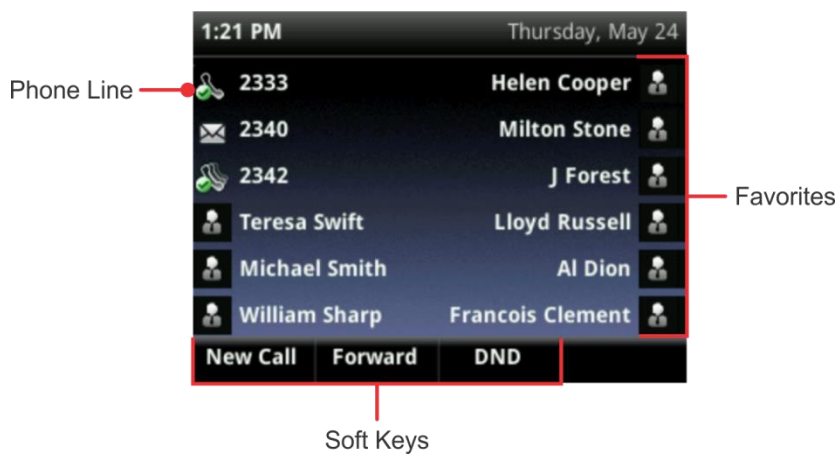 1:21 PM Thursday, May 24
Phone Line 2333 Helen Cooper
2340 Milton Stone
2342 J Forest
Favorites
Teresa Swift Lloyd Russell
Michael Smith Al Dion
William Sharp Francois Clement
New Call Forward DND
Soft Keys